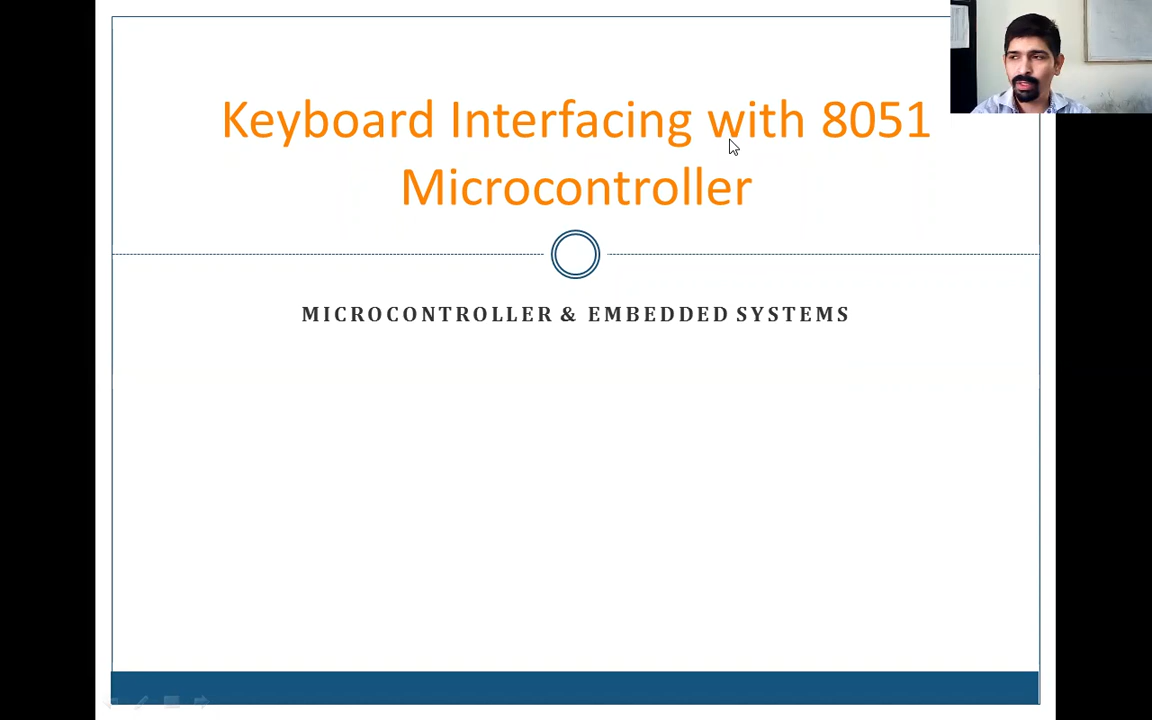 Keyboard Interfacing with 8051
Microcontroller
MICROCONTROLLER & EMBEDDED SYSTEMS